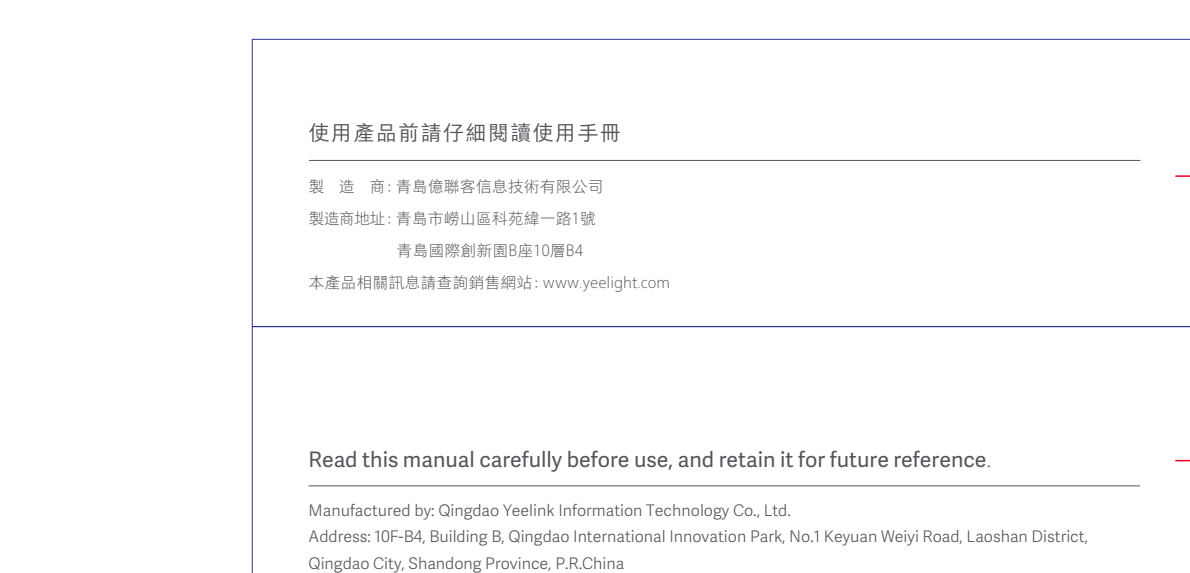 使用產品前請仔細閱讀使用手冊
製 造 商：青島億聯客信息技術有限公司
製造商地址：青島市嶗山區科苑緯一路1號
青島國際創新園B座10層B4
本產品相關訊息請查詢銷售網站：www.yeelight.com
Read this manual carefully before use, and retain it for future reference.
Manufactured by: Qingdao Yeelink Information Technology Co., Ltd.
Address: 10F-B4, Building B, Qingdao International Innovation Park, No.1 Keyuan Weiyi Road, Laoshan District,
Qingdao City, Shandong Province, P.R.China